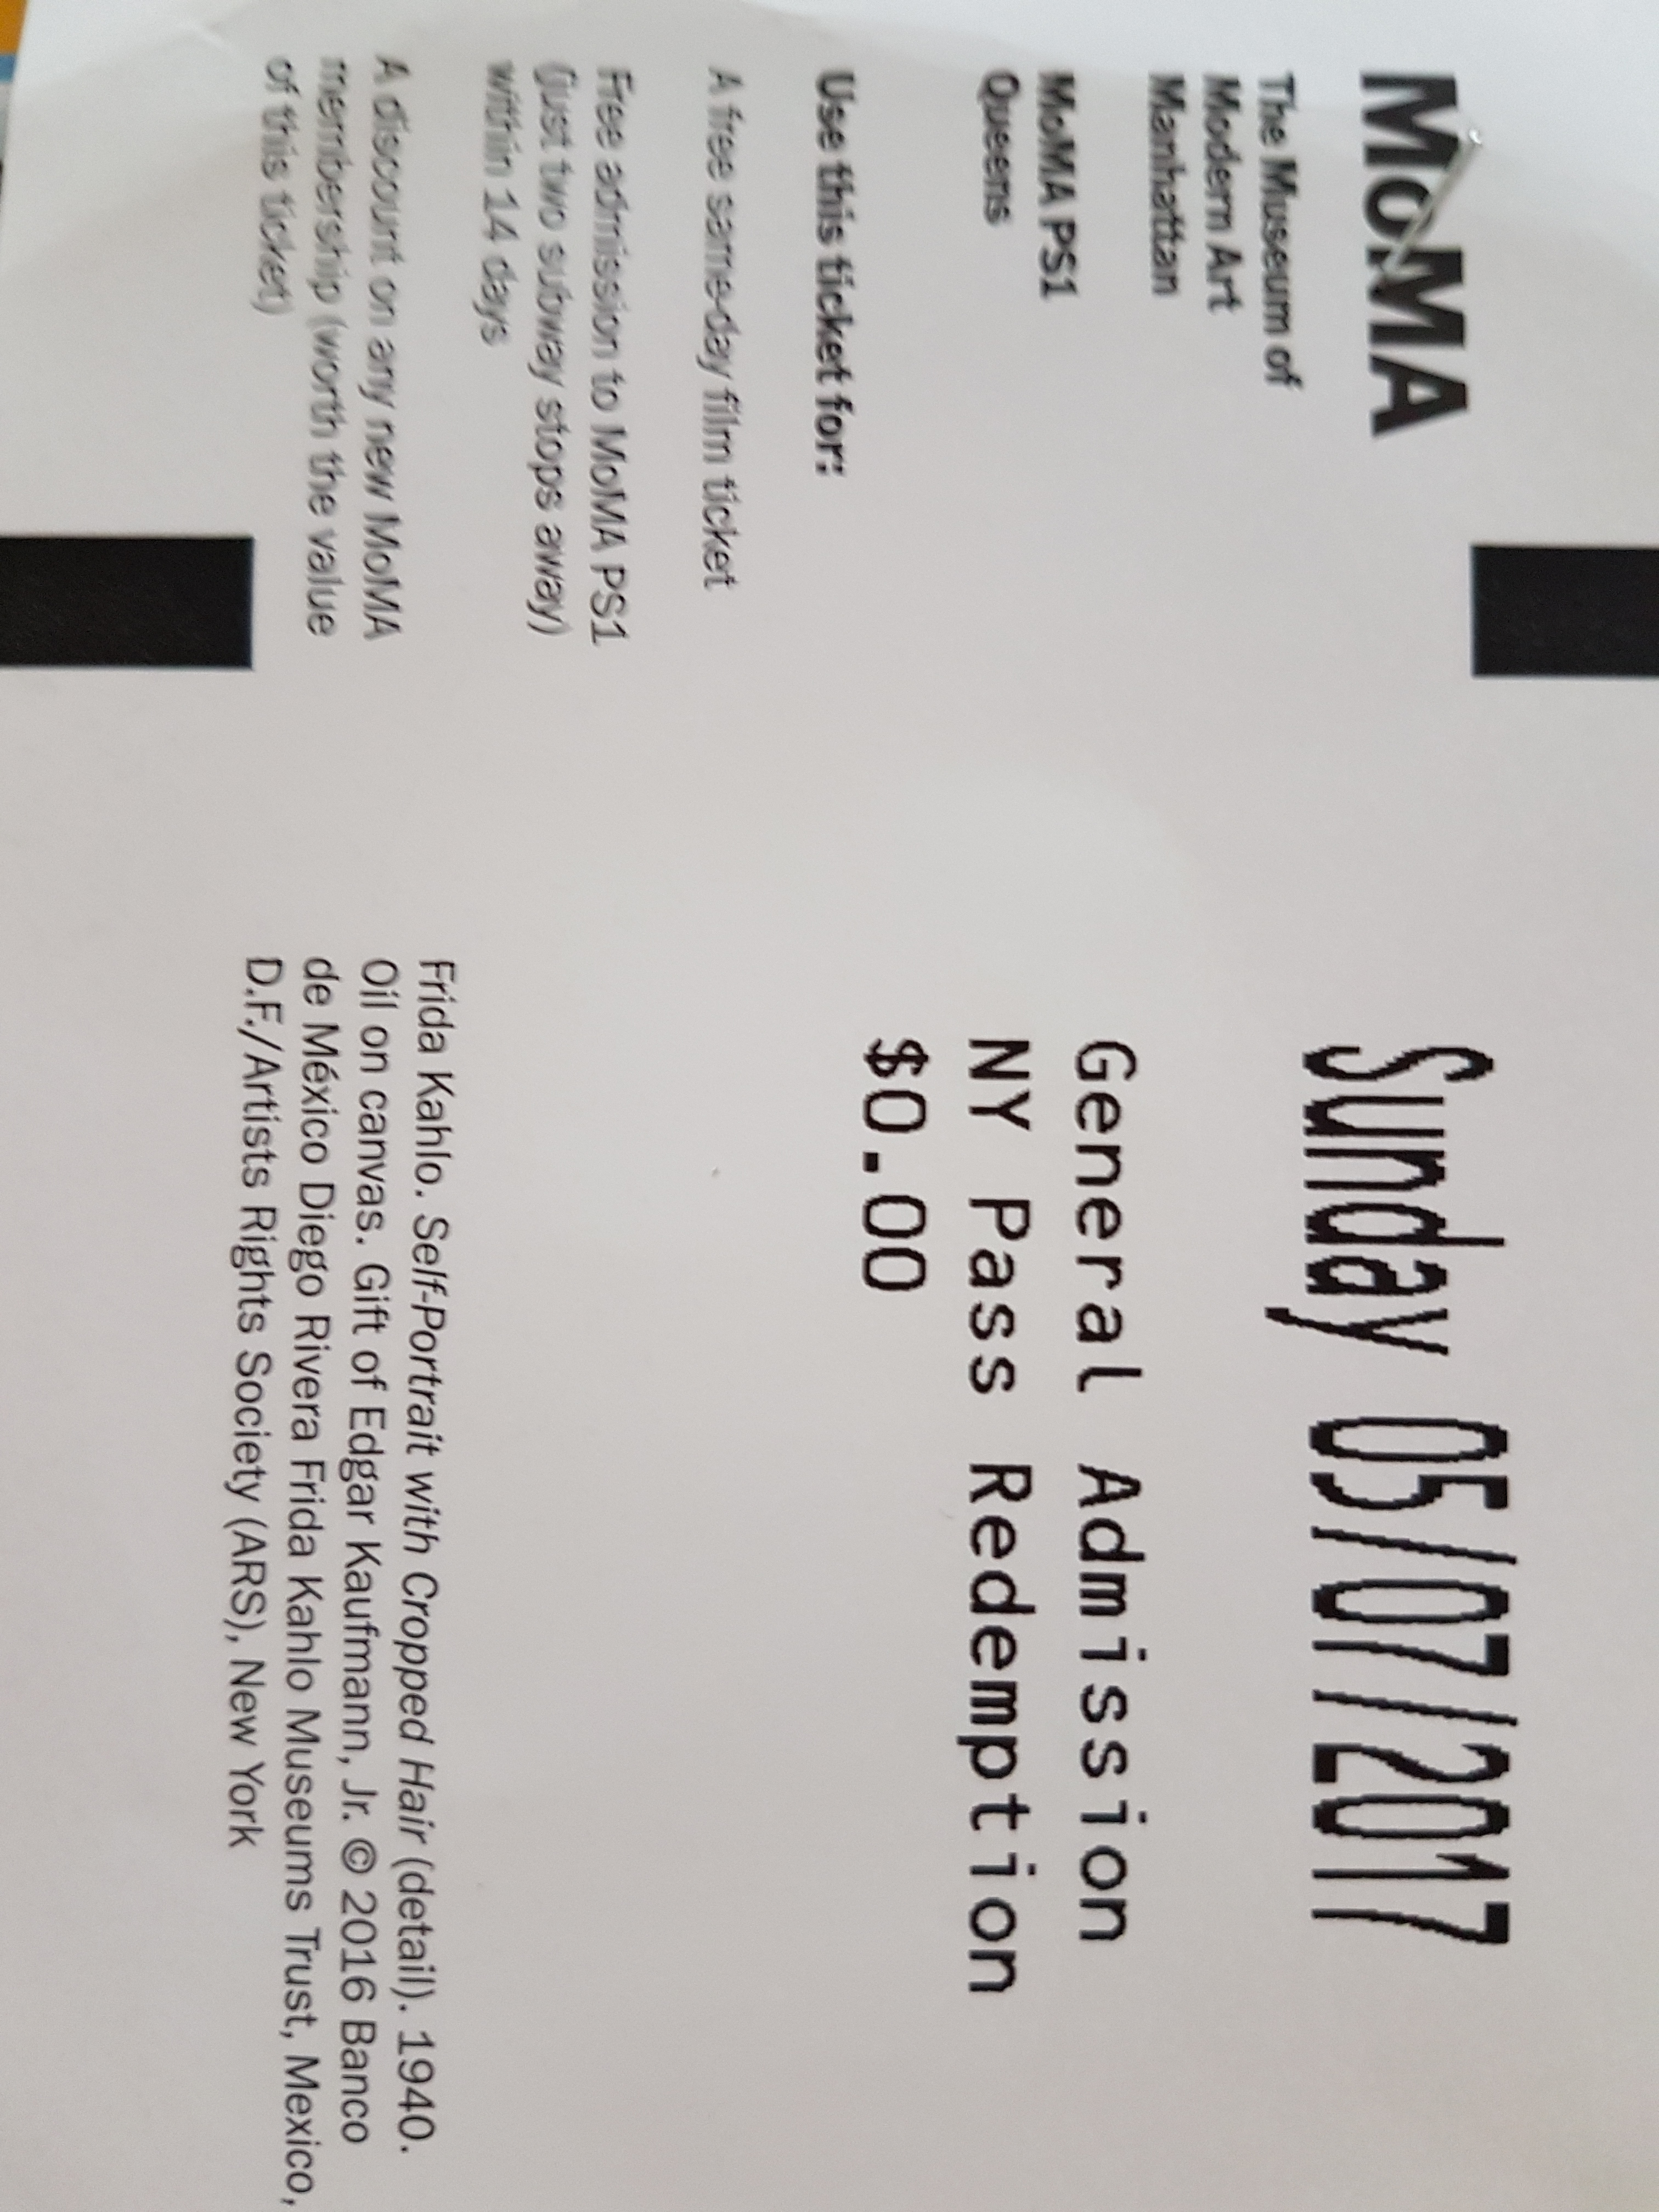 MoMA
The Museum of
Modern Art
Manhattan
MoMA PS1
Queens
Use this ticket for:
A free same-day film ticket
Free admission to MoMA PS1
(just two subway stops away)
within 14 days
A discount on any new MoMA
membership (worth the value
of this ticket)
Sunday 05/07/2017
General Admission
NY Pass Redemption
$0.00
Frida Kahlo. Self-Portrait with Cropped Hair (detail). 1940.
Oil on canvas. Gift of Edgar Kaufmann, Jr. © 2016 Banco
de México Diego Rivera Frida Kahlo Museums Trust, Mexico,
D.F./Artists Rights Society (ARS), New York